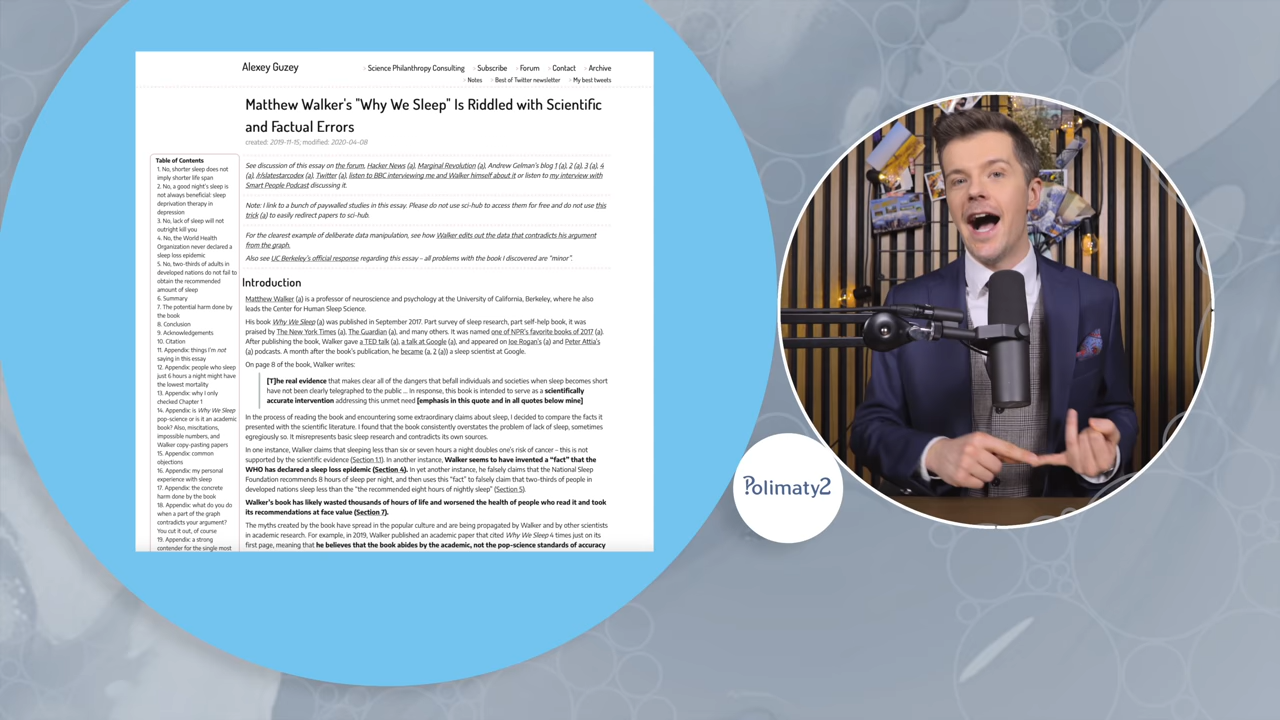 Alexey Guzey
Science Philanthropy Consulting Subscribe Forum Contact Archive
Notes Best of Twitter newsletter My best tweets
Matthew Walker's "Why We Sleep" Is Riddled with Scientific
and Factual Errors
created: 2019-11-15, modified: 2020-04-08
Table of Contents
1. No, shorter sleep does not
imply shorter life span
2. No, a good night's sleep is
not always beneficial: sleep
deprivation therapy in
depression
3. No, lack of sleep will not
outright kill you
4. No, the World Health
Organization never declared a
sleep loss epidemic
5. No, two-thirds of adults in
developed nations do not fail to
obtain the recommended
amount of sleep
6. Summary
7. The potential harm done by
the book
8. Conclusion
9. Acknowledgements
10. Citation
11. Appendix: things I'm not
saying in this essay
12. Appendix: people who sleep
just 6 hours a night might have
the lowest mortality
13. Appendix: why I only
checked Chapter 1
14. Appendix: is Why We Sleep
pop-science or is it an academic
book? Also, miscitations,
impossible numbers, and
Walker copy-pasting papers
15. Appendix: common
objections
16. Appendix: my personal
experience with sleep
17. Appendix: the concrete
harm done by the book
18. Appendix: what do you do
when a part of the graph
contradicts your argument?
You cut it out, of course
19. Appendix: a strong
contender for the single most
See discussion of this essay on the forum, Hacker News (a), Marginal Revolution (a), Andrew Gelman's blog 1 (a), 2 (a), 3 (a), 4
(a), /r/slatestarcodex (a), Twitter (a), listen to BBC interviewing me and Walker himself about it or listen to my interview with
Smart People Podcast discussing it.
Note: I link to a bunch of paywalled studies in this essay. Please do not use sci-hub to access them for free and do not use this
trick (a) to easily redirect papers to sci-hub.
For the clearest example of deliberate data manipulation, see how Walker edits out the data that contradicts his argument
from the graph.
Also see UC Berkeley's official response regarding this essay – all problems with the book I discovered are "minor".
Introduction
Matthew Walker (a) is a professor of neuroscience and psychology at the University of California, Berkeley, where he also
leads the Center for Human Sleep Science.
His book Why We Sleep (a) was published in September 2017. Part survey of sleep research, part self-help book, it was
praised by The New York Times (a), The Guardian (a), and many others. It was named one of NPR's favorite books of 2017 (a).
After publishing the book, Walker gave a TED talk (a), a talk at Google (a), and appeared on Joe Rogan's (a) and Peter Attia's
(a) podcasts. A month after the book's publication, he became (a, 2 (a)) a sleep scientist at Google.
On page 8 of the book, Walker writes:
[T]he real evidence that makes clear all of the dangers that befall individuals and societies when sleep becomes short
have not been clearly telegraphed to the public … In response, this book is intended to serve as a scientifically
accurate intervention addressing this unmet need [emphasis in this quote and in all quotes below mine]
In the process of reading the book and encountering some extraordinary claims about sleep, I decided to compare the facts it
presented with the scientific literature. I found that the book consistently overstates the problem of lack of sleep, sometimes
egregiously so. It misrepresents basic sleep research and contradicts its own sources.
In one instance, Walker claims that sleeping less than six or seven hours a night doubles one's risk of cancer – this is not
supported by the scientific evidence (Section 1.1). In another instance, Walker seems to have invented a "fact" that the
WHO has declared a sleep loss epidemic (Section 4). In yet another instance, he falsely claims that the National Sleep
Foundation recommends 8 hours of sleep per night, and then uses this "fact" to falsely claim that two-thirds of people in
developed nations sleep less than the "the recommended eight hours of nightly sleep" (Section 5).
Walker's book has likely wasted thousands of hours of life and worsened the health of people who read it and took
its recommendations at face value (Section 7).
The myths created by the book have spread in the popular culture and are being propagated by Walker and by other scientists
in academic research. For example, in 2019, Walker published an academic paper that cited Why We Sleep 4 times just on its
first page, meaning that he believes that the book abides by the academic, not the pop-science standards of accuracy
Polimaty2